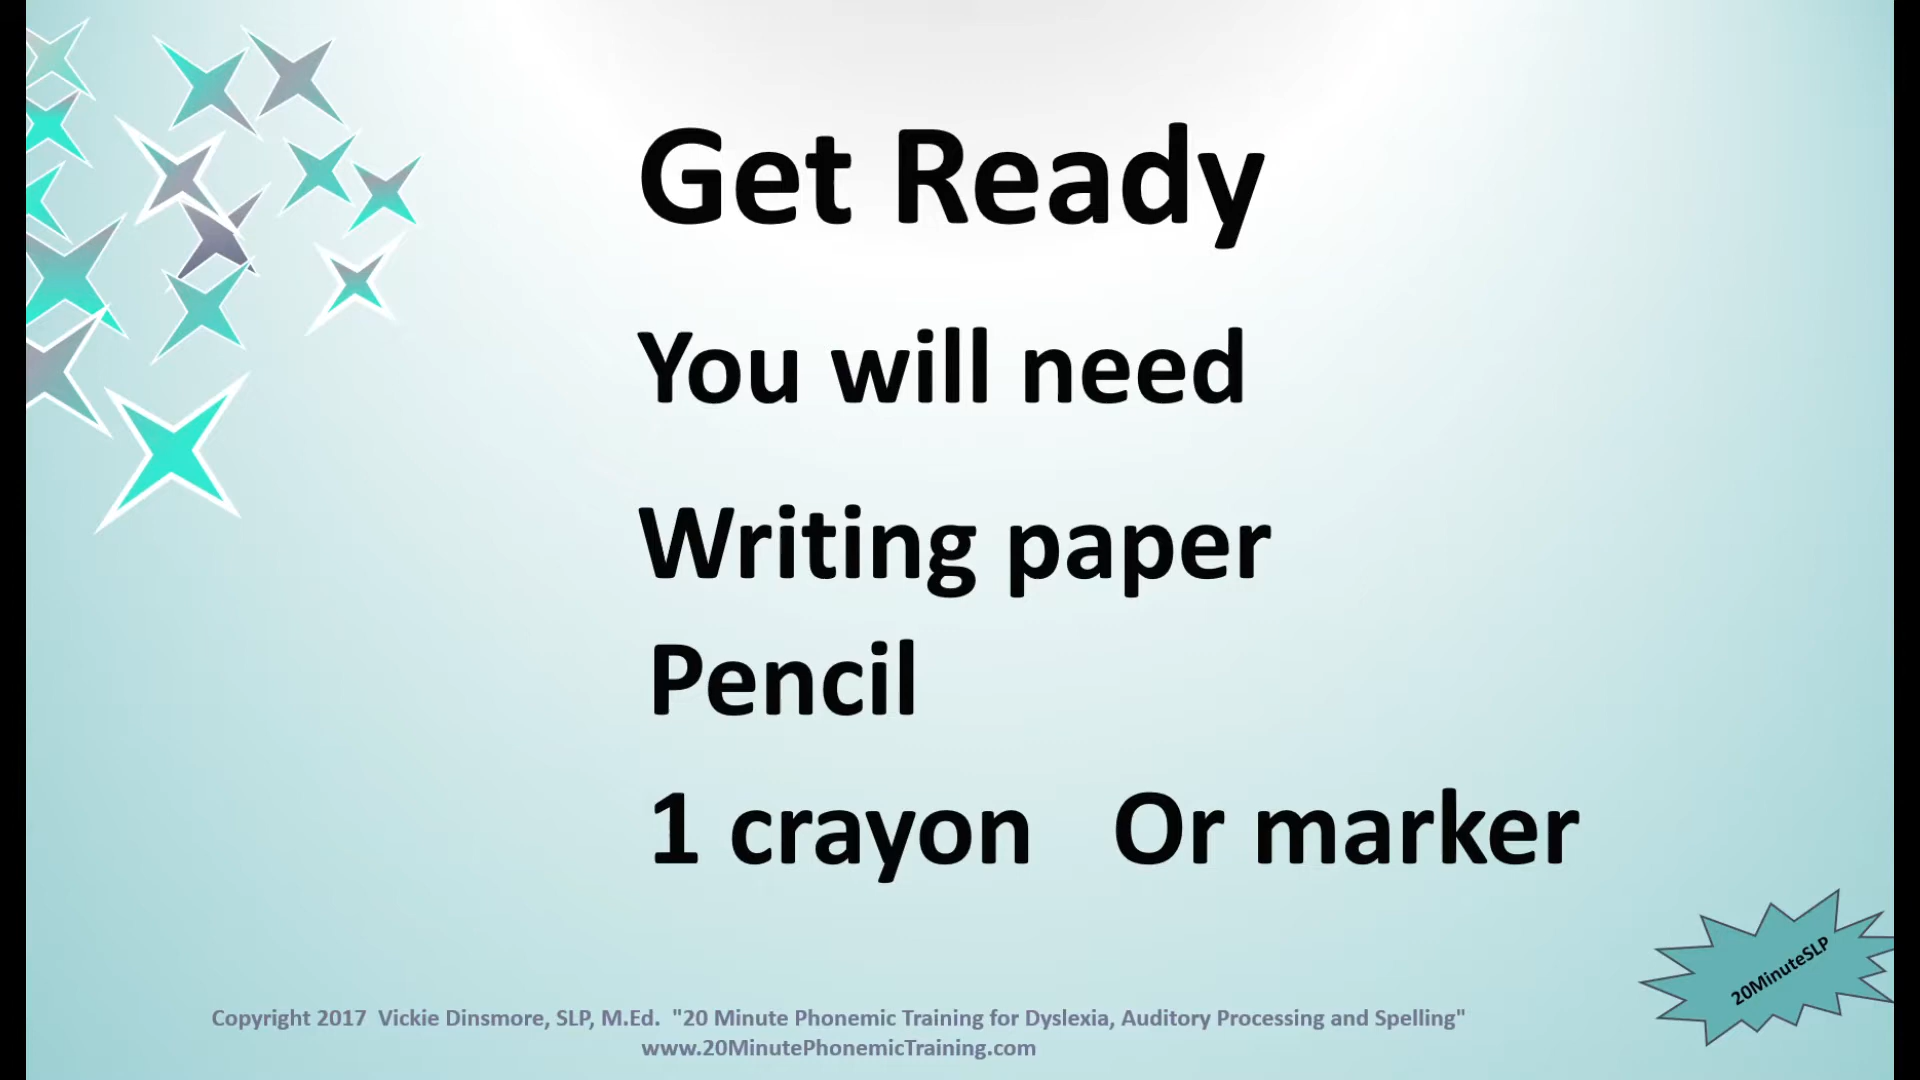 Get Ready
You will need
Writing paper
Pencil
1 crayon Or marker
20MinuteSLP
Copyright 2017 Vickie Dinsmore, SLP, M.Ed. "20 Minute Phonemic Training for Dyslexia, Auditory Processing and Spelling"
www.20MinutePhonemicTraining.com